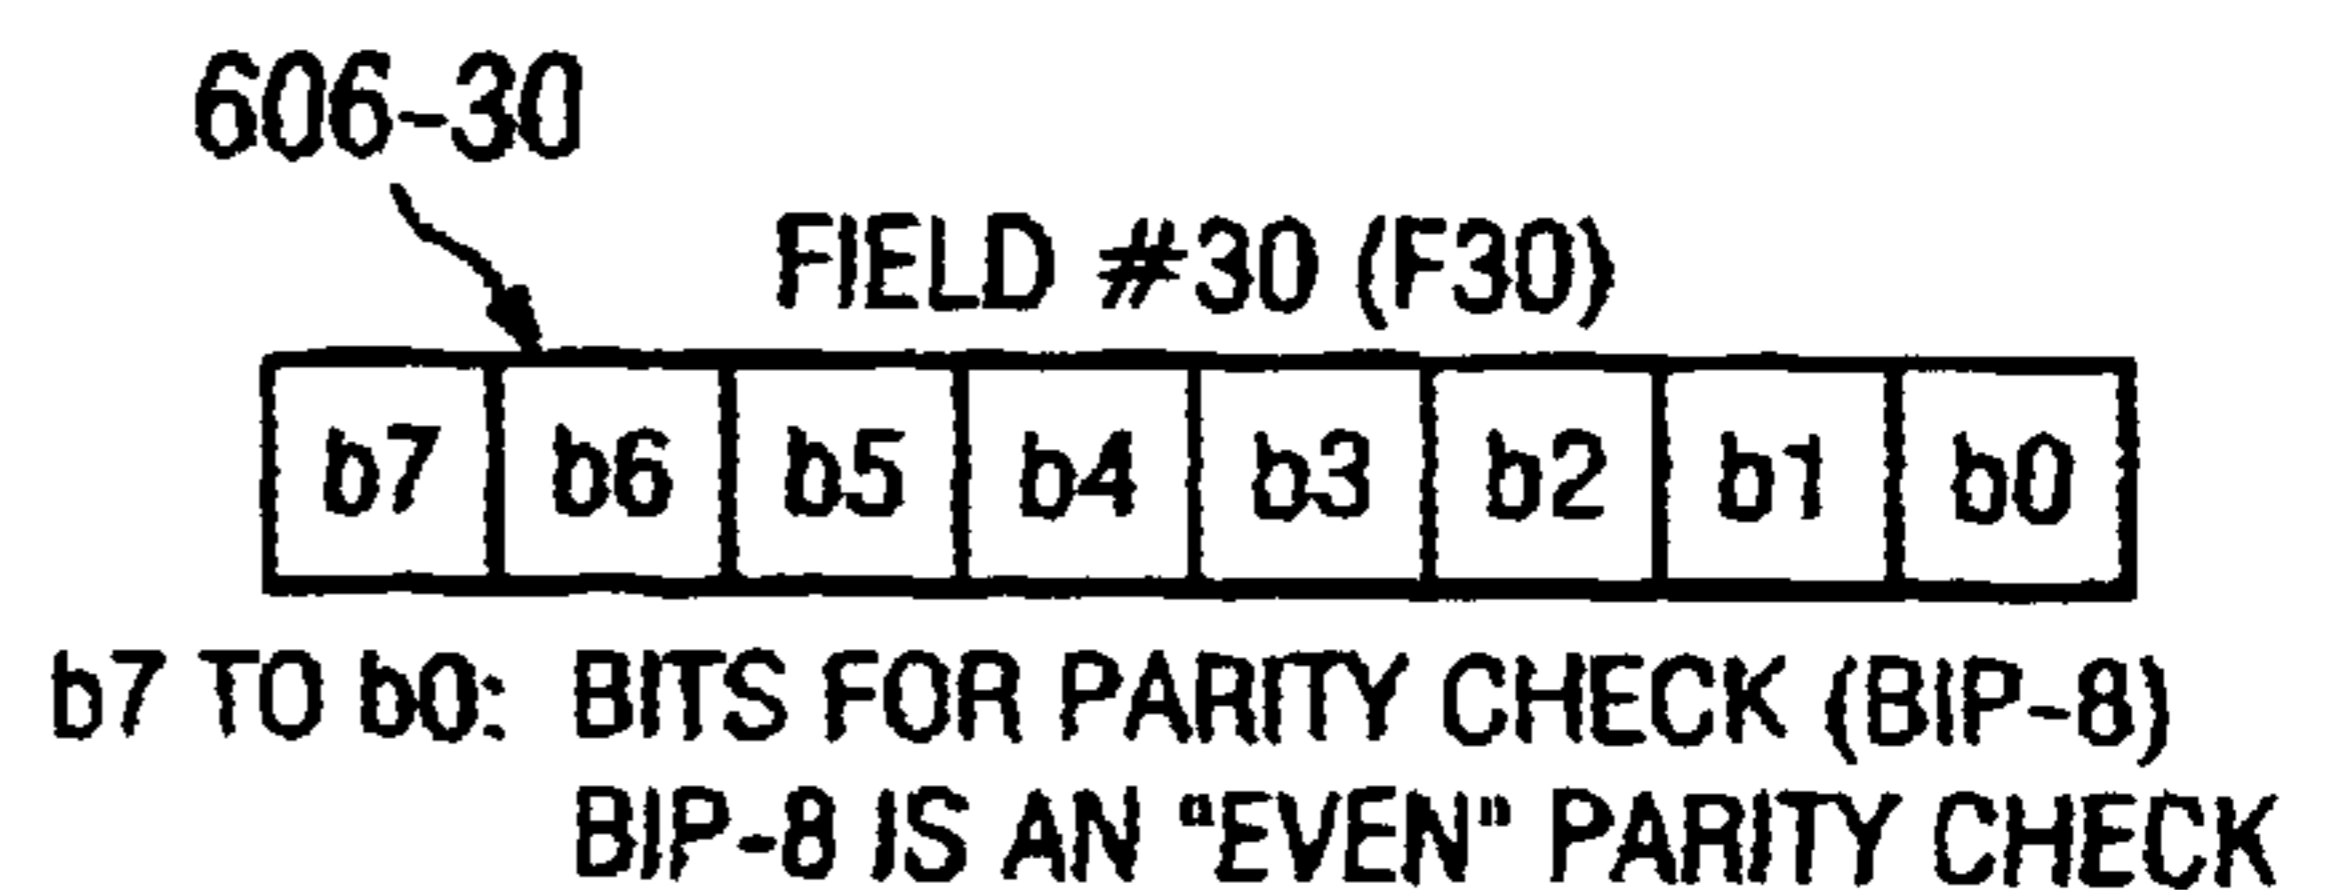 606-30
FIELD #30 (F30)
b7 b6 b5 b4 b3 b2 b1 b0
b7 TO b0: BITS FOR PARITY CHECK (BIP-8)
BIP-8 IS AN "EVEN" PARITY CHECK